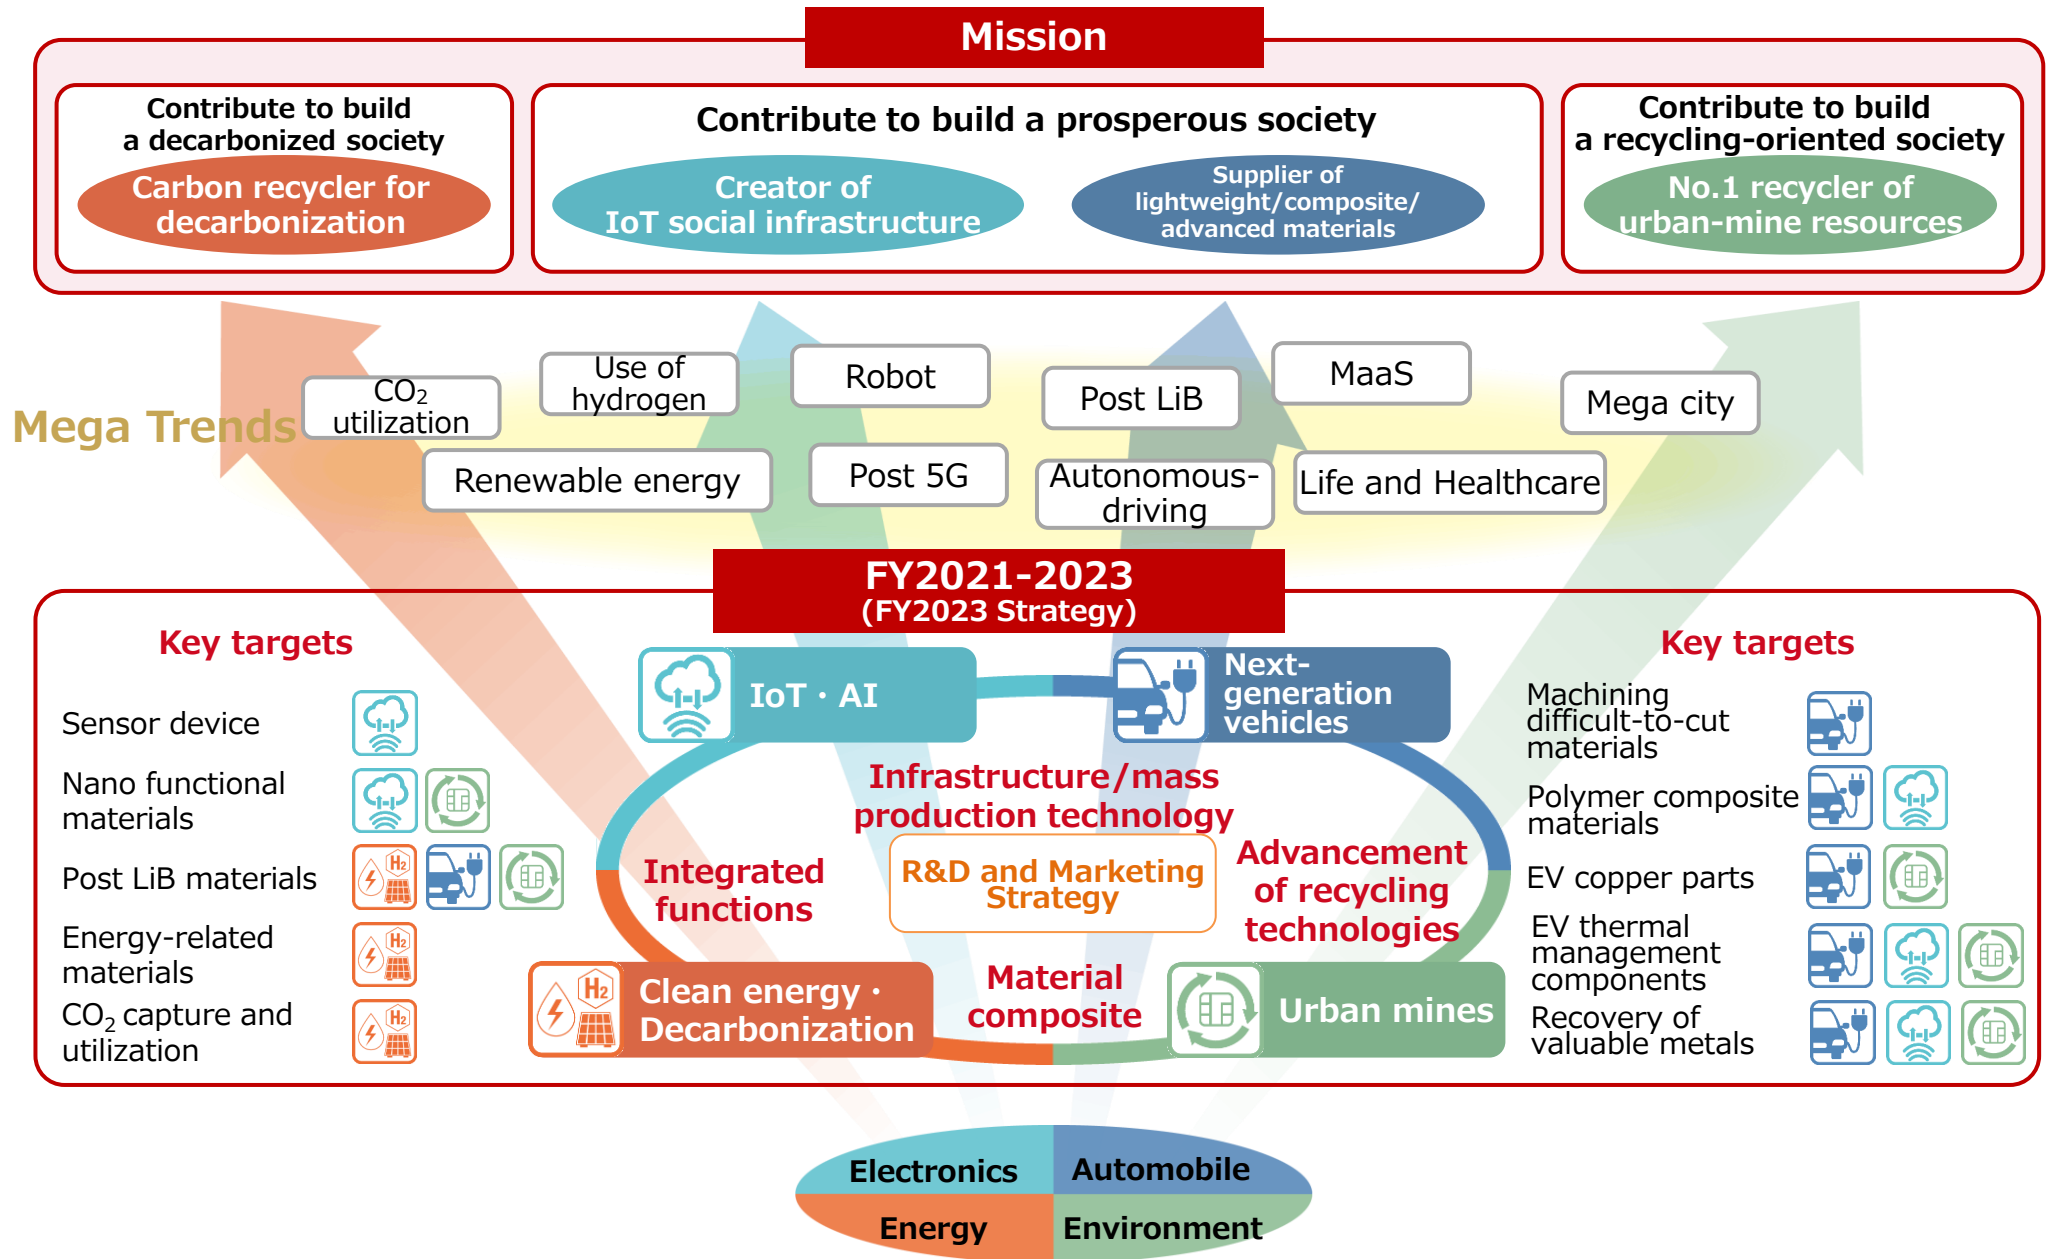 Mission
Contribute to build
a decarbonized society
Carbon recycler for
decarbonization
Contribute to build a prosperous society
Creator of
IoT social infrastructure
Supplier of
lightweight/composite/
advanced materials
Contribute to build
a recycling-oriented society
No.1 recycler of
urban-mine resources
Mega Trends
CO2
utilization
Use of
hydrogen
Robot
Post LiB
MaaS
Mega city
Renewable energy
Post 5G
Autonomous-
driving
Life and Healthcare
FY2021-2023
(FY2023 Strategy)
Key targets
Sensor device
Nano functional
materials
Post LiB materials
H2
Energy-related
materials
H2
CO2 capture and
utilization
H2
IoT・AI
Next-
generation
vehicles
Infrastructure/mass
production technology
Integrated
functions
R&D and Marketing
Strategy
Advancement
of recycling
technologies
H2
Clean energy・
Decarbonization
Material
composite
Urban mines
Key targets
Machining
difficult-to-cut
materials
Polymer composite
materials
EV copper parts
EV thermal
management
components
Recovery of
valuable metals
Electronics
Automobile
Energy
Environment